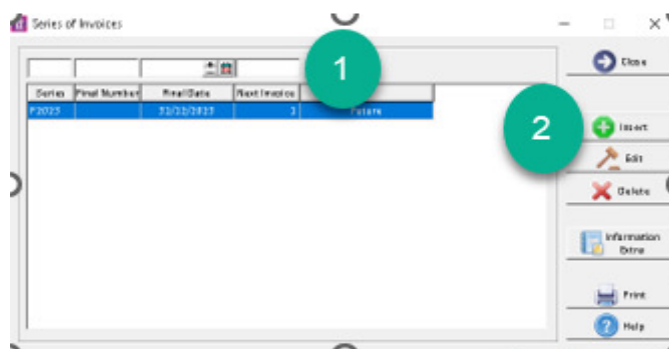 Series of Invoices
1
Close
Series Final Number Final Date Next Invoice
F2023 31/12/2023 1 Future
2
Insert
Edit
Delete
Information
Extra
Print
Help